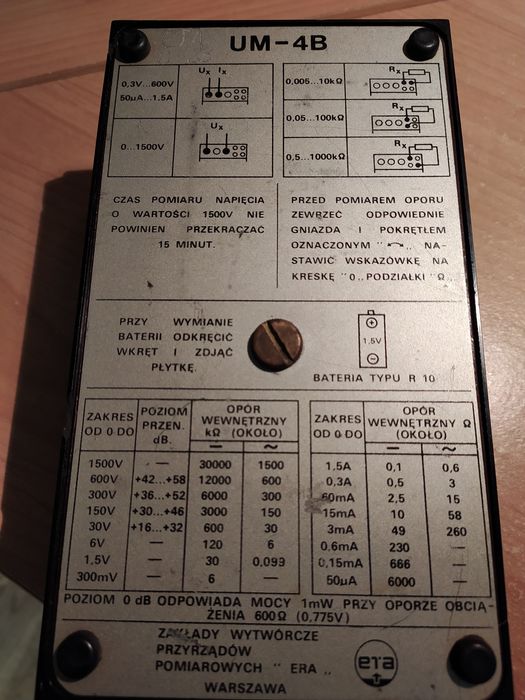 UM-4B
0,3V...600V
50µA...1.5A
Ux Ix
0...1500V
Ux
0,005...10kΩ
Rx
0,05...100kΩ
Rx
0,5...1000kΩ
Rx
CZAS POMIARU NAPIĘCIA
O WARTOŚCI 1500V NIE
POWINIEN PRZEKRACZAĆ
15 MINUT.
PRZED POMIAREM OPORU
ZEWRZEĆ ODPOWIEDNIE
GNIAZDA I POKRĘTŁEM
OZNACZONYM " " NA-
STAWIĆ WSKAZÓWKĘ NA
KRESKĘ "0„ PODZIAŁKI "Ω„
PRZY WYMIANIE
BATERII ODKRĘCIĆ
WKRĘT I ZDJĄĆ
PŁYTKĘ.
+
1,5V
−
BATERIA TYPU R 10
ZAKRES OD 0 DO | POZIOM PRZEN. dB. | OPÓR WEWNĘTRZNY kΩ (OKOŁO) — ~
1500V — 30000 1500
600V +42...+58 12000 600
300V +36...+52 6000 300
150V +30...+46 3000 150
30V +16...+32 600 30
6V — 120 6
1,5V — 30 0,093
300mV — 6 —
ZAKRES OD 0 DO | OPÓR WEWNĘTRZNY Ω (OKOŁO) — ~
1,5A 0,1 0,6
0,3A 0,5 3
60mA 2,5 15
15mA 10 58
3mA 49 260
0,6mA 230 —
0,15mA 666 —
50µA 6000 —
POZIOM 0 dB ODPOWIADA MOCY 1mW PRZY OPORZE OBCIĄ-
ŻENIA 600Ω (0,775V)
ZAKŁADY WYTWÓRCZE
PRZYRZĄDÓW
POMIAROWYCH " ERA „
WARSZAWA
era